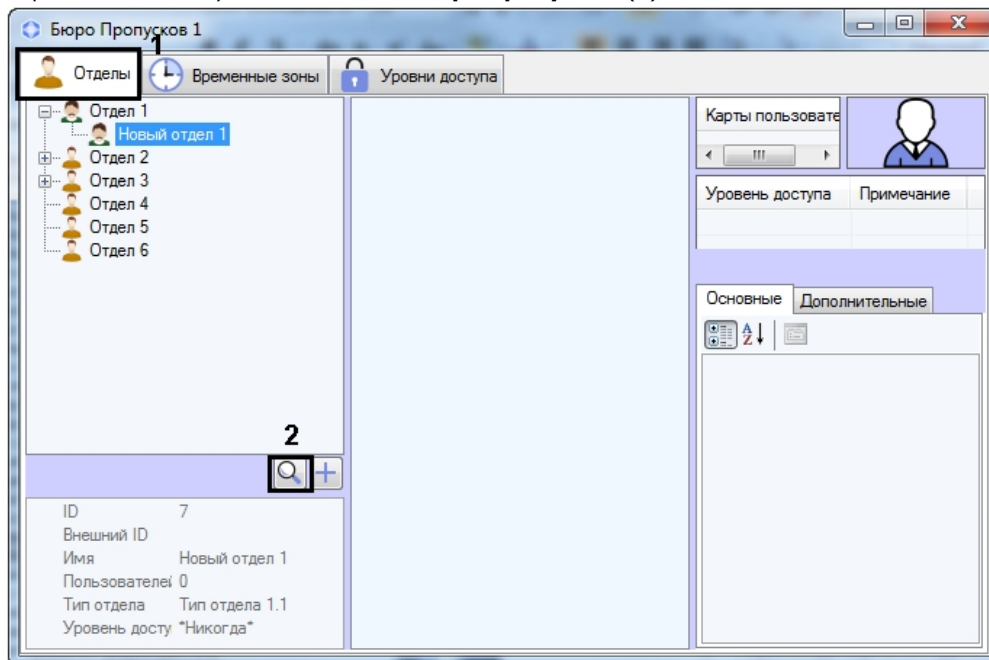 Бюро Пропусков 1
1
Отделы Временные зоны Уровни доступа
Отдел 1
Новый отдел 1
Отдел 2
Отдел 3
Отдел 4
Отдел 5
Отдел 6
2
ID 7
Внешний ID
Имя Новый отдел 1
Пользователей 0
Тип отдела Тип отдела 1.1
Уровень досту *Никогда*
Карты пользовате
Уровень доступа Примечание
Основные Дополнительные